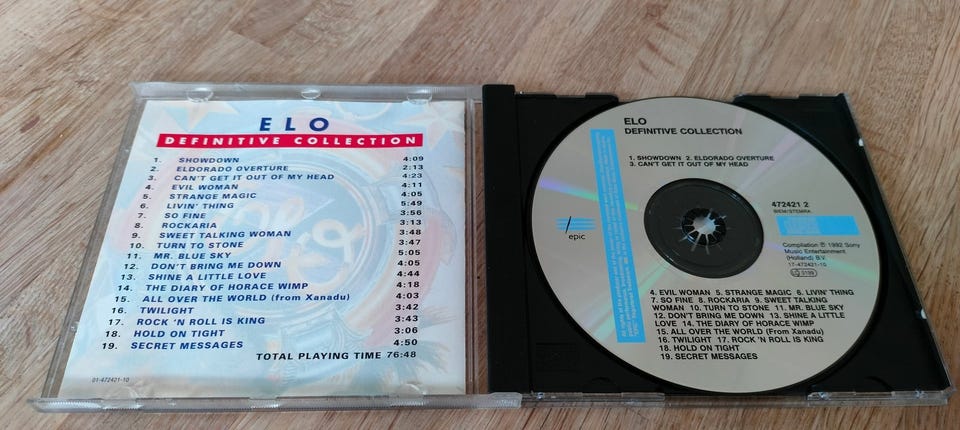 ELO
DEFINITIVE COLLECTION
1. SHOWDOWN 4:09
2. ELDORADO OVERTURE 2:13
3. CAN'T GET IT OUT OF MY HEAD 4:23
4. EVIL WOMAN 4:11
5. STRANGE MAGIC 4:05
6. LIVIN' THING 5:49
7. SO FINE 3:56
8. ROCKARIA 3:13
9. SWEET TALKING WOMAN 3:48
10. TURN TO STONE 3:47
11. MR. BLUE SKY 5:05
12. DON'T BRING ME DOWN 4:05
13. SHINE A LITTLE LOVE 4:44
14. THE DIARY OF HORACE WIMP 4:18
15. ALL OVER THE WORLD (from Xanadu) 4:03
16. TWILIGHT 3:42
17. ROCK 'N ROLL IS KING 3:43
18. HOLD ON TIGHT 3:06
19. SECRET MESSAGES 4:50
TOTAL PLAYING TIME 76:48
01-472421-10
ELO
DEFINITIVE COLLECTION
1. SHOWDOWN 2. ELDORADO OVERTURE
3. CAN'T GET IT OUT OF MY HEAD
epic
472421 2
BIEM/STEMRA
Compilation ℗ 1992 Sony
Music Entertainment
(Holland) B.V.
17-472421-10
4. EVIL WOMAN 5. STRANGE MAGIC 6. LIVIN' THING
7. SO FINE 8. ROCKARIA 9. SWEET TALKING
WOMAN 10. TURN TO STONE 11. MR. BLUE SKY
12. DON'T BRING ME DOWN 13. SHINE A LITTLE
LOVE 14. THE DIARY OF HORACE WIMP
15. ALL OVER THE WORLD (From Xanadu)
16. TWILIGHT 17. ROCK 'N ROLL IS KING
18. HOLD ON TIGHT
19. SECRET MESSAGES